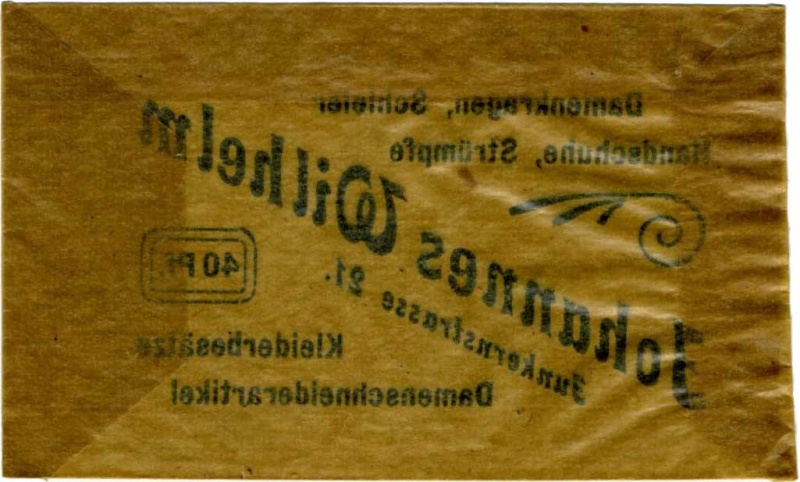 Damenkragen, Schleier
Handschuhe, Strümpfe
Johannes Wilhelm
Junkernstrasse 21.
40 Pf.
Kleiderbesätze
Damenschneiderartikel